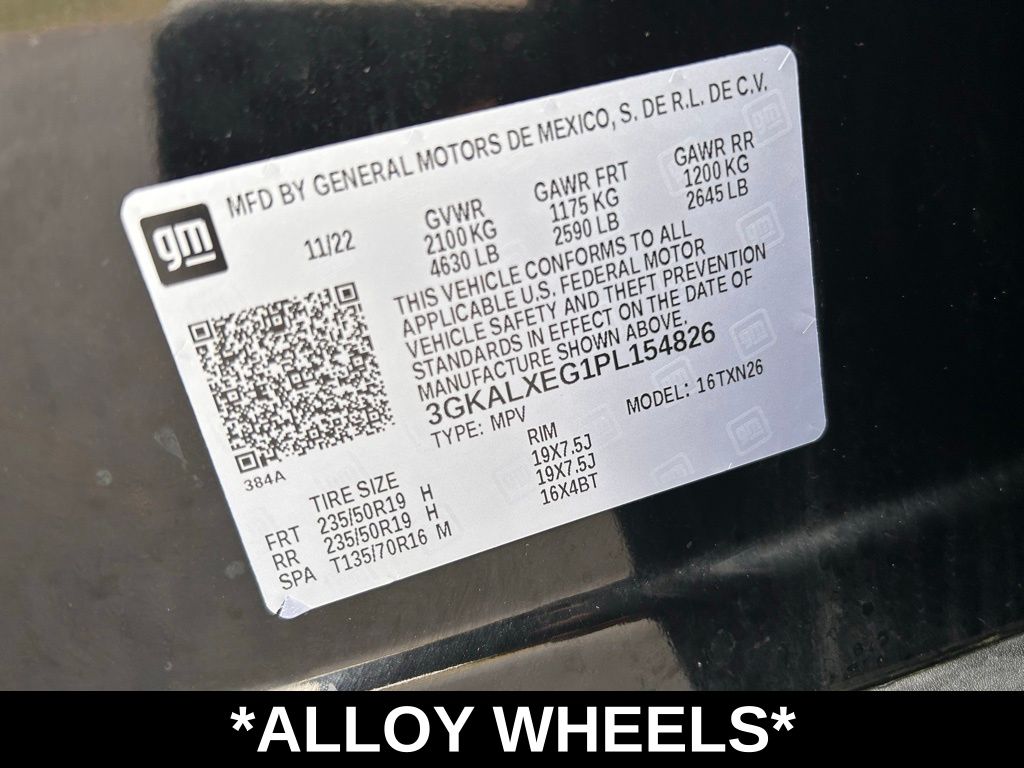 MFD BY GENERAL MOTORS DE MEXICO, S. DE R.L. DE C.V.
gm
11/22
GVWR
2100 KG
4630 LB
GAWR FRT
1175 KG
2590 LB
GAWR RR
1200 KG
2645 LB
THIS VEHICLE CONFORMS TO ALL
APPLICABLE U.S. FEDERAL MOTOR
VEHICLE SAFETY AND THEFT PREVENTION
STANDARDS IN EFFECT ON THE DATE OF
MANUFACTURE SHOWN ABOVE.
3GKALXEG1PL154826
TYPE: MPV
MODEL: 16TXN26
384A
TIRE SIZE RIM
FRT 235/50R19 H 19X7.5J
RR 235/50R19 H 19X7.5J
SPA T135/70R16 M 16X4BT
*ALLOY WHEELS*